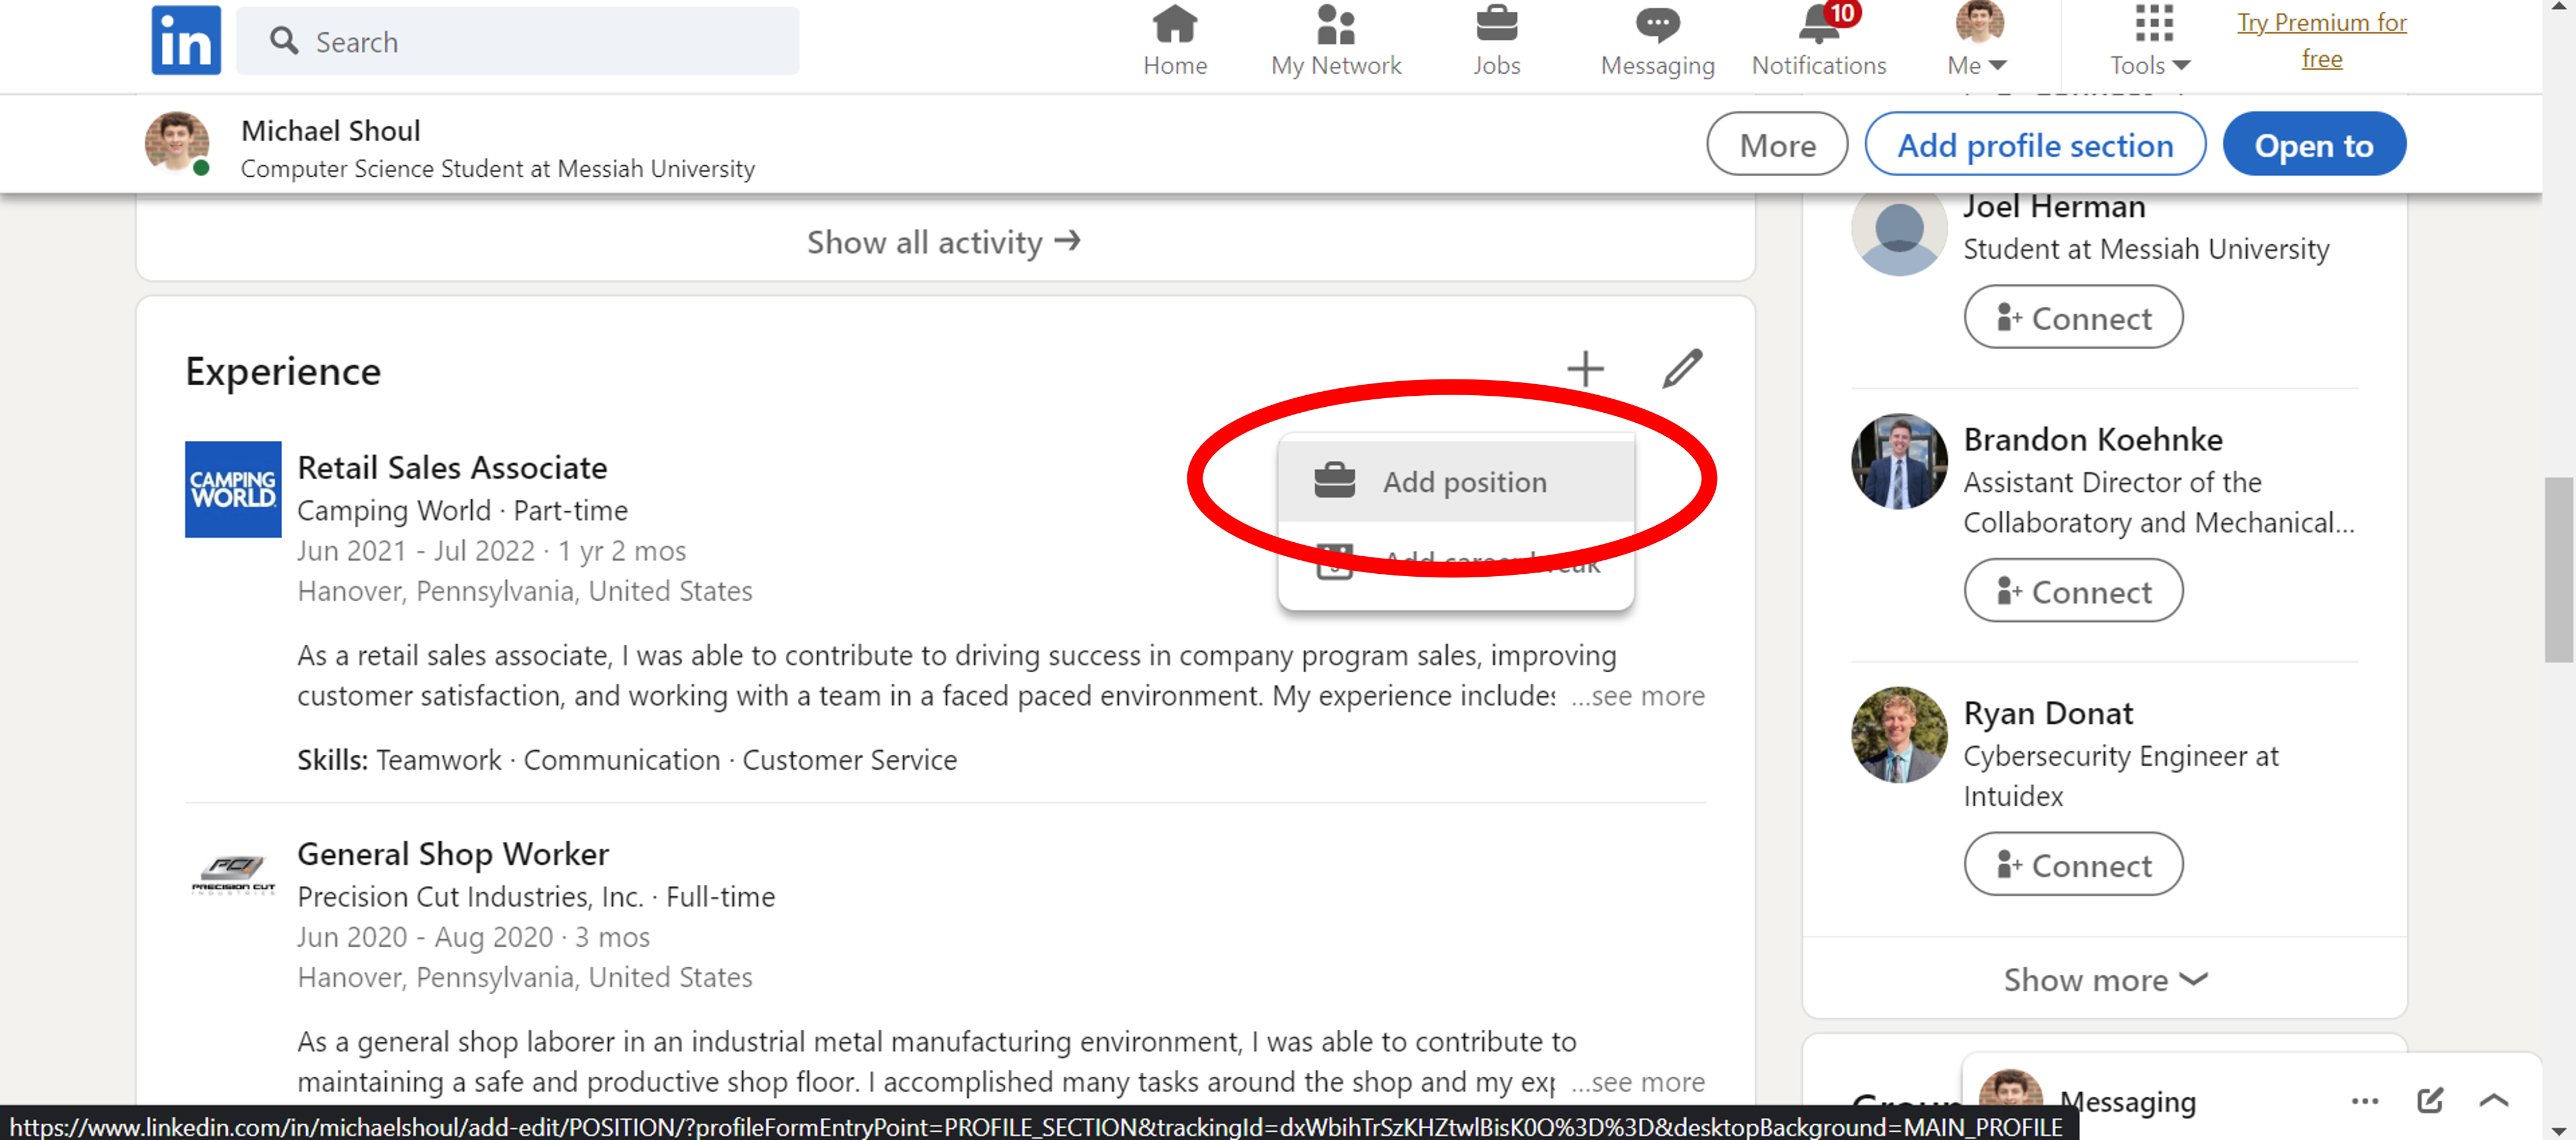 in
Search
Home
My Network
Jobs
Messaging
10
Notifications
Me
Tools
Try Premium for
free
Michael Shoul
Computer Science Student at Messiah University
More
Add profile section
Open to
Show all activity →
Experience
Add position
CAMPING
WORLD
Retail Sales Associate
Camping World · Part-time
Jun 2021 - Jul 2022 · 1 yr 2 mos
Hanover, Pennsylvania, United States
As a retail sales associate, I was able to contribute to driving success in company program sales, improving
customer satisfaction, and working with a team in a faced paced environment. My experience includes ...see more
Skills: Teamwork · Communication · Customer Service
PCI
PRECISION CUT
INDUSTRIES
General Shop Worker
Precision Cut Industries, Inc. · Full-time
Jun 2020 - Aug 2020 · 3 mos
Hanover, Pennsylvania, United States
As a general shop laborer in an industrial metal manufacturing environment, I was able to contribute to
maintaining a safe and productive shop floor. I accomplished many tasks around the shop and my exp ...see more
Joel Herman
Student at Messiah University
Connect
Brandon Koehnke
Assistant Director of the
Collaboratory and Mechanical...
Connect
Ryan Donat
Cybersecurity Engineer at
Intuidex
Connect
Show more
Messaging
https://www.linkedin.com/in/michaelshoul/add-edit/POSITION/?profileFormEntryPoint=PROFILE_SECTION&trackingId=dxWbihTrSzKHZtwlBisK0Q%3D%3D&desktopBackground=MAIN_PROFILE